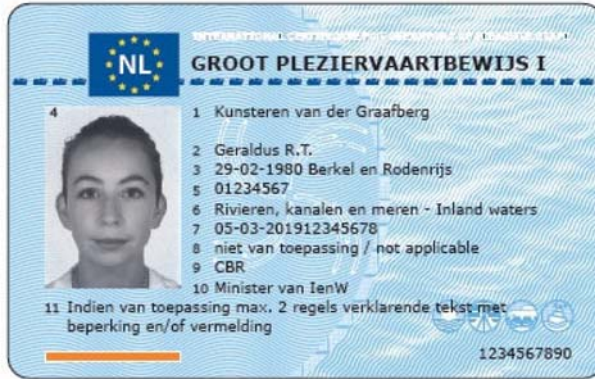 NL
GROOT PLEZIERVAARTBEWIJS I
4
1 Kunsteren van der Graafberg
2 Geraldus R.T.
3 29-02-1980 Berkel en Rodenrijs
5 01234567
6 Rivieren, kanalen en meren - Inland waters
7 05-03-201912345678
8 niet van toepassing / not applicable
9 CBR
10 Minister van IenW
11 Indien van toepassing max. 2 regels verklarende tekst met
beperking en/of vermelding
1234567890